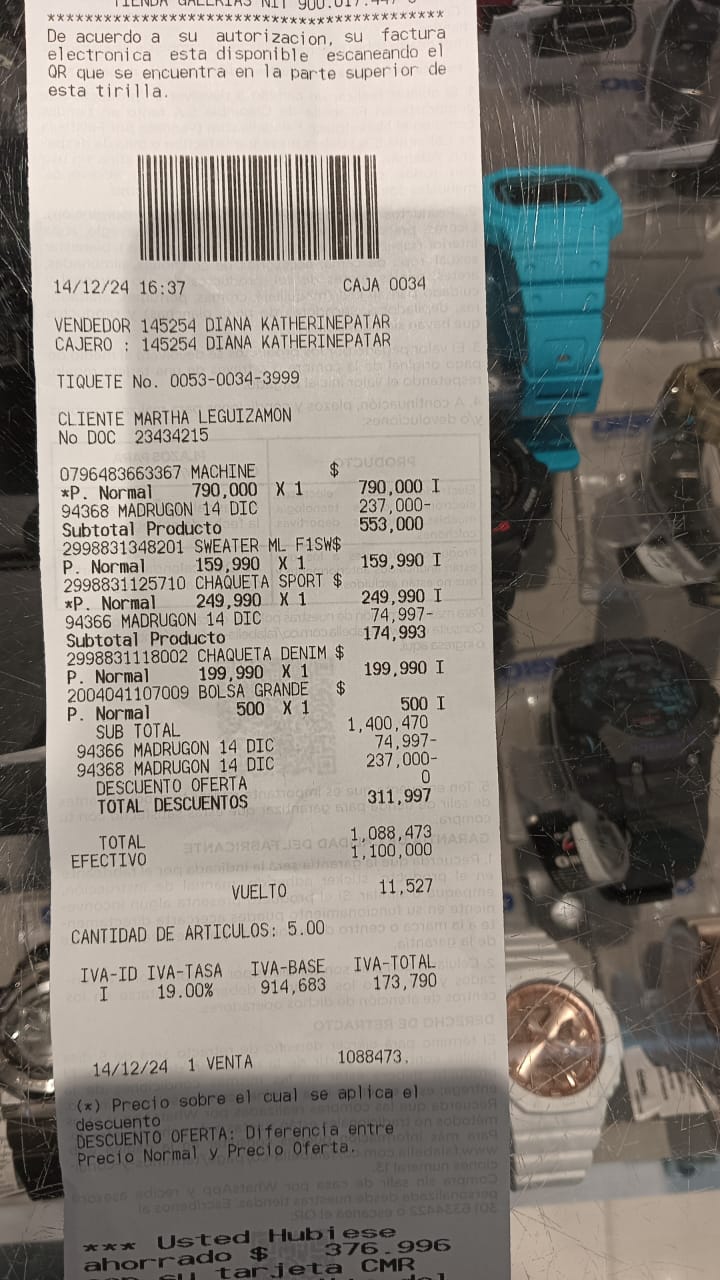 TIENDA GALERIAS NIT 900.017.447-8
****************************************
De acuerdo a su autorizacion, su factura
electronica esta disponible escaneando el
QR que se encuentra en la parte superior de
esta tirilla.
14/12/24 16:37 CAJA 0034
VENDEDOR 145254 DIANA KATHERINEPATAR
CAJERO : 145254 DIANA KATHERINEPATAR
TIQUETE No. 0053-0034-3999
CLIENTE MARTHA LEGUIZAMON
No DOC 23434215
0796483663367 MACHINE $
*P. Normal 790,000 X 1 790,000 I
94368 MADRUGON 14 DIC 237,000-
Subtotal Producto 553,000
2998831348201 SWEATER ML F1SW$
P. Normal 159,990 X 1 159,990 I
2998831125710 CHAQUETA SPORT $
*P. Normal 249,990 X 1 249,990 I
94366 MADRUGON 14 DIC 74,997-
Subtotal Producto 174,993
2998831118002 CHAQUETA DENIM $
P. Normal 199,990 X 1 199,990 I
2004041107009 BOLSA GRANDE $
P. Normal 500 X 1 500 I
SUB TOTAL 1,400,470
94366 MADRUGON 14 DIC 74,997-
94368 MADRUGON 14 DIC 237,000-
DESCUENTO OFERTA 0
TOTAL DESCUENTOS 311,997
TOTAL 1,088,473
EFECTIVO 1,100,000
VUELTO 11,527
CANTIDAD DE ARTICULOS: 5.00
IVA-ID IVA-TASA IVA-BASE IVA-TOTAL
I 19.00% 914,683 173,790
14/12/24 1 VENTA 1088473.
(*) Precio sobre el cual se aplica el
descuento
DESCUENTO OFERTA: Diferencia entre
Precio Normal y Precio Oferta.
*** Usted Hubiese
ahorrado $ 376.996
con su tarjeta CMR